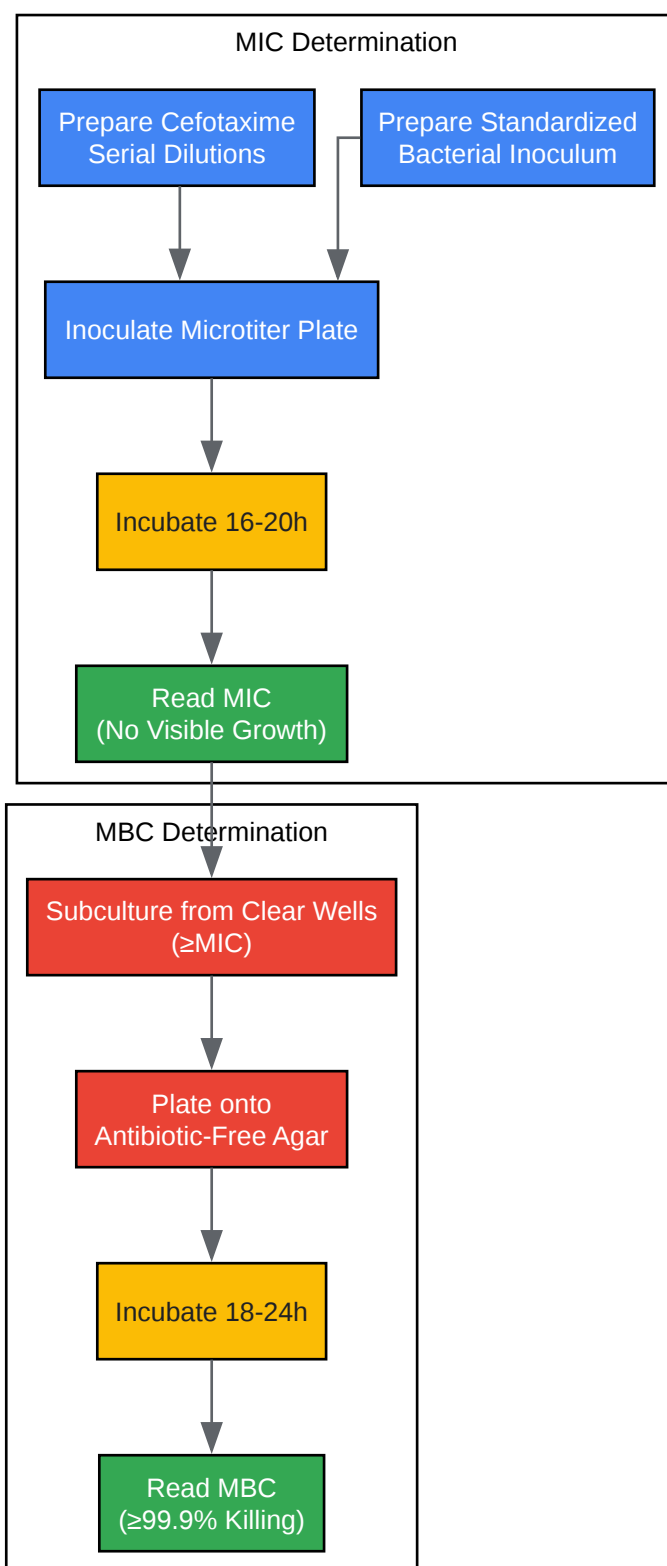 MIC Determination
Prepare Cefotaxime
Serial Dilutions
Prepare Standardized
Bacterial Inoculum
Inoculate Microtiter Plate
Incubate 16-20h
Read MIC
(No Visible Growth)
MBC Determination
Subculture from Clear Wells
(≥MIC)
Plate onto
Antibiotic-Free Agar
Incubate 18-24h
Read MBC
(≥99.9% Killing)